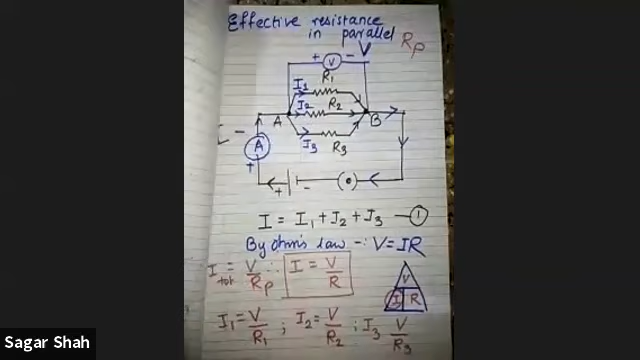 Effective resistance
in parallel
V
Rp
+ V -
I1
R1
I2
R2
A
B
I
-
A
+
I3
R3
+
-
I = I1 + I2 + I3 — 1
By ohm's law -: V=IR
I tot = V/Rp ∴ I = V/R
V
I R
I1 = V/R1 ; I2 = V/R2 ; I3 V/R3
Sagar Shah